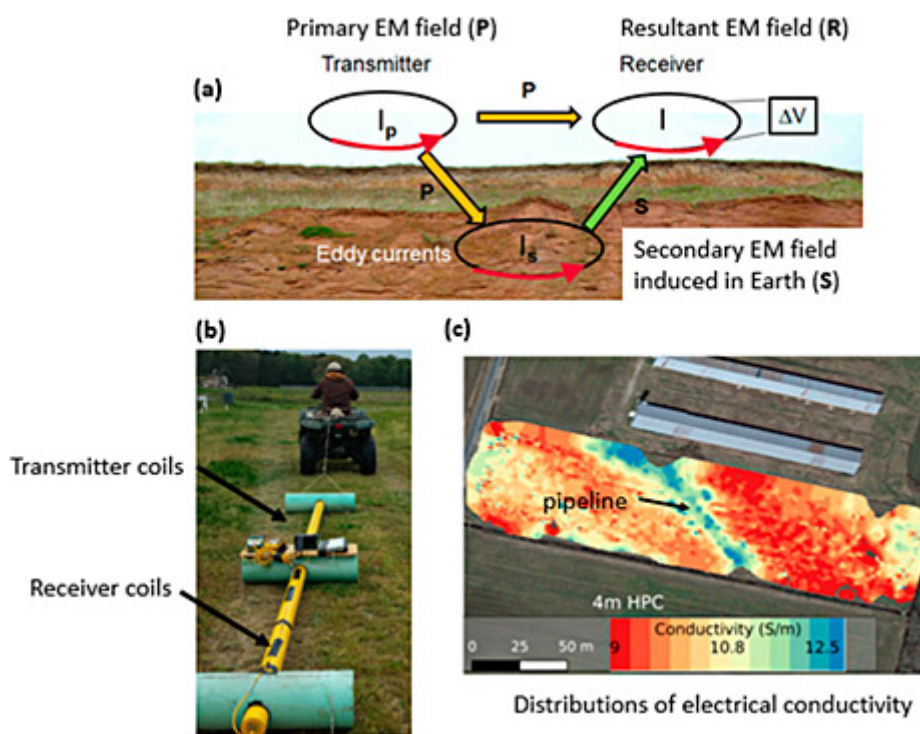 Primary EM field (P)
Resultant EM field (R)
Transmitter
Receiver
(a)
P
Ip
I
ΔV
P
S
Eddy currents
Is
Secondary EM field
induced in Earth (S)
(b)
(c)
Transmitter coils
Receiver coils
pipeline
4m HPC
Conductivity (S/m)
0 25 50 m
9 10.8 12.5
Distributions of electrical conductivity